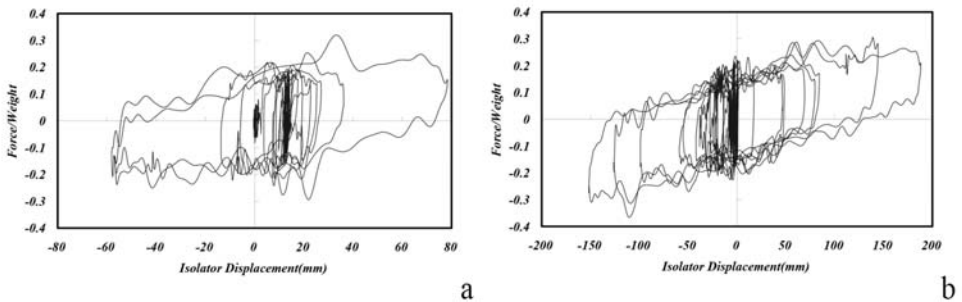 0.4
0.3
0.2
0.1
0
-0.1
-0.2
-0.3
-0.4
Force/Weight
-80 -60 -40 -20 0 20 40 60 80
Isolator Displacement(mm)
a
0.4
0.3
0.2
0.1
0
-0.1
-0.2
-0.3
-0.4
Force/Weight
-200 -150 -100 -50 0 50 100 150 200
Isolator Displacement(mm)
b